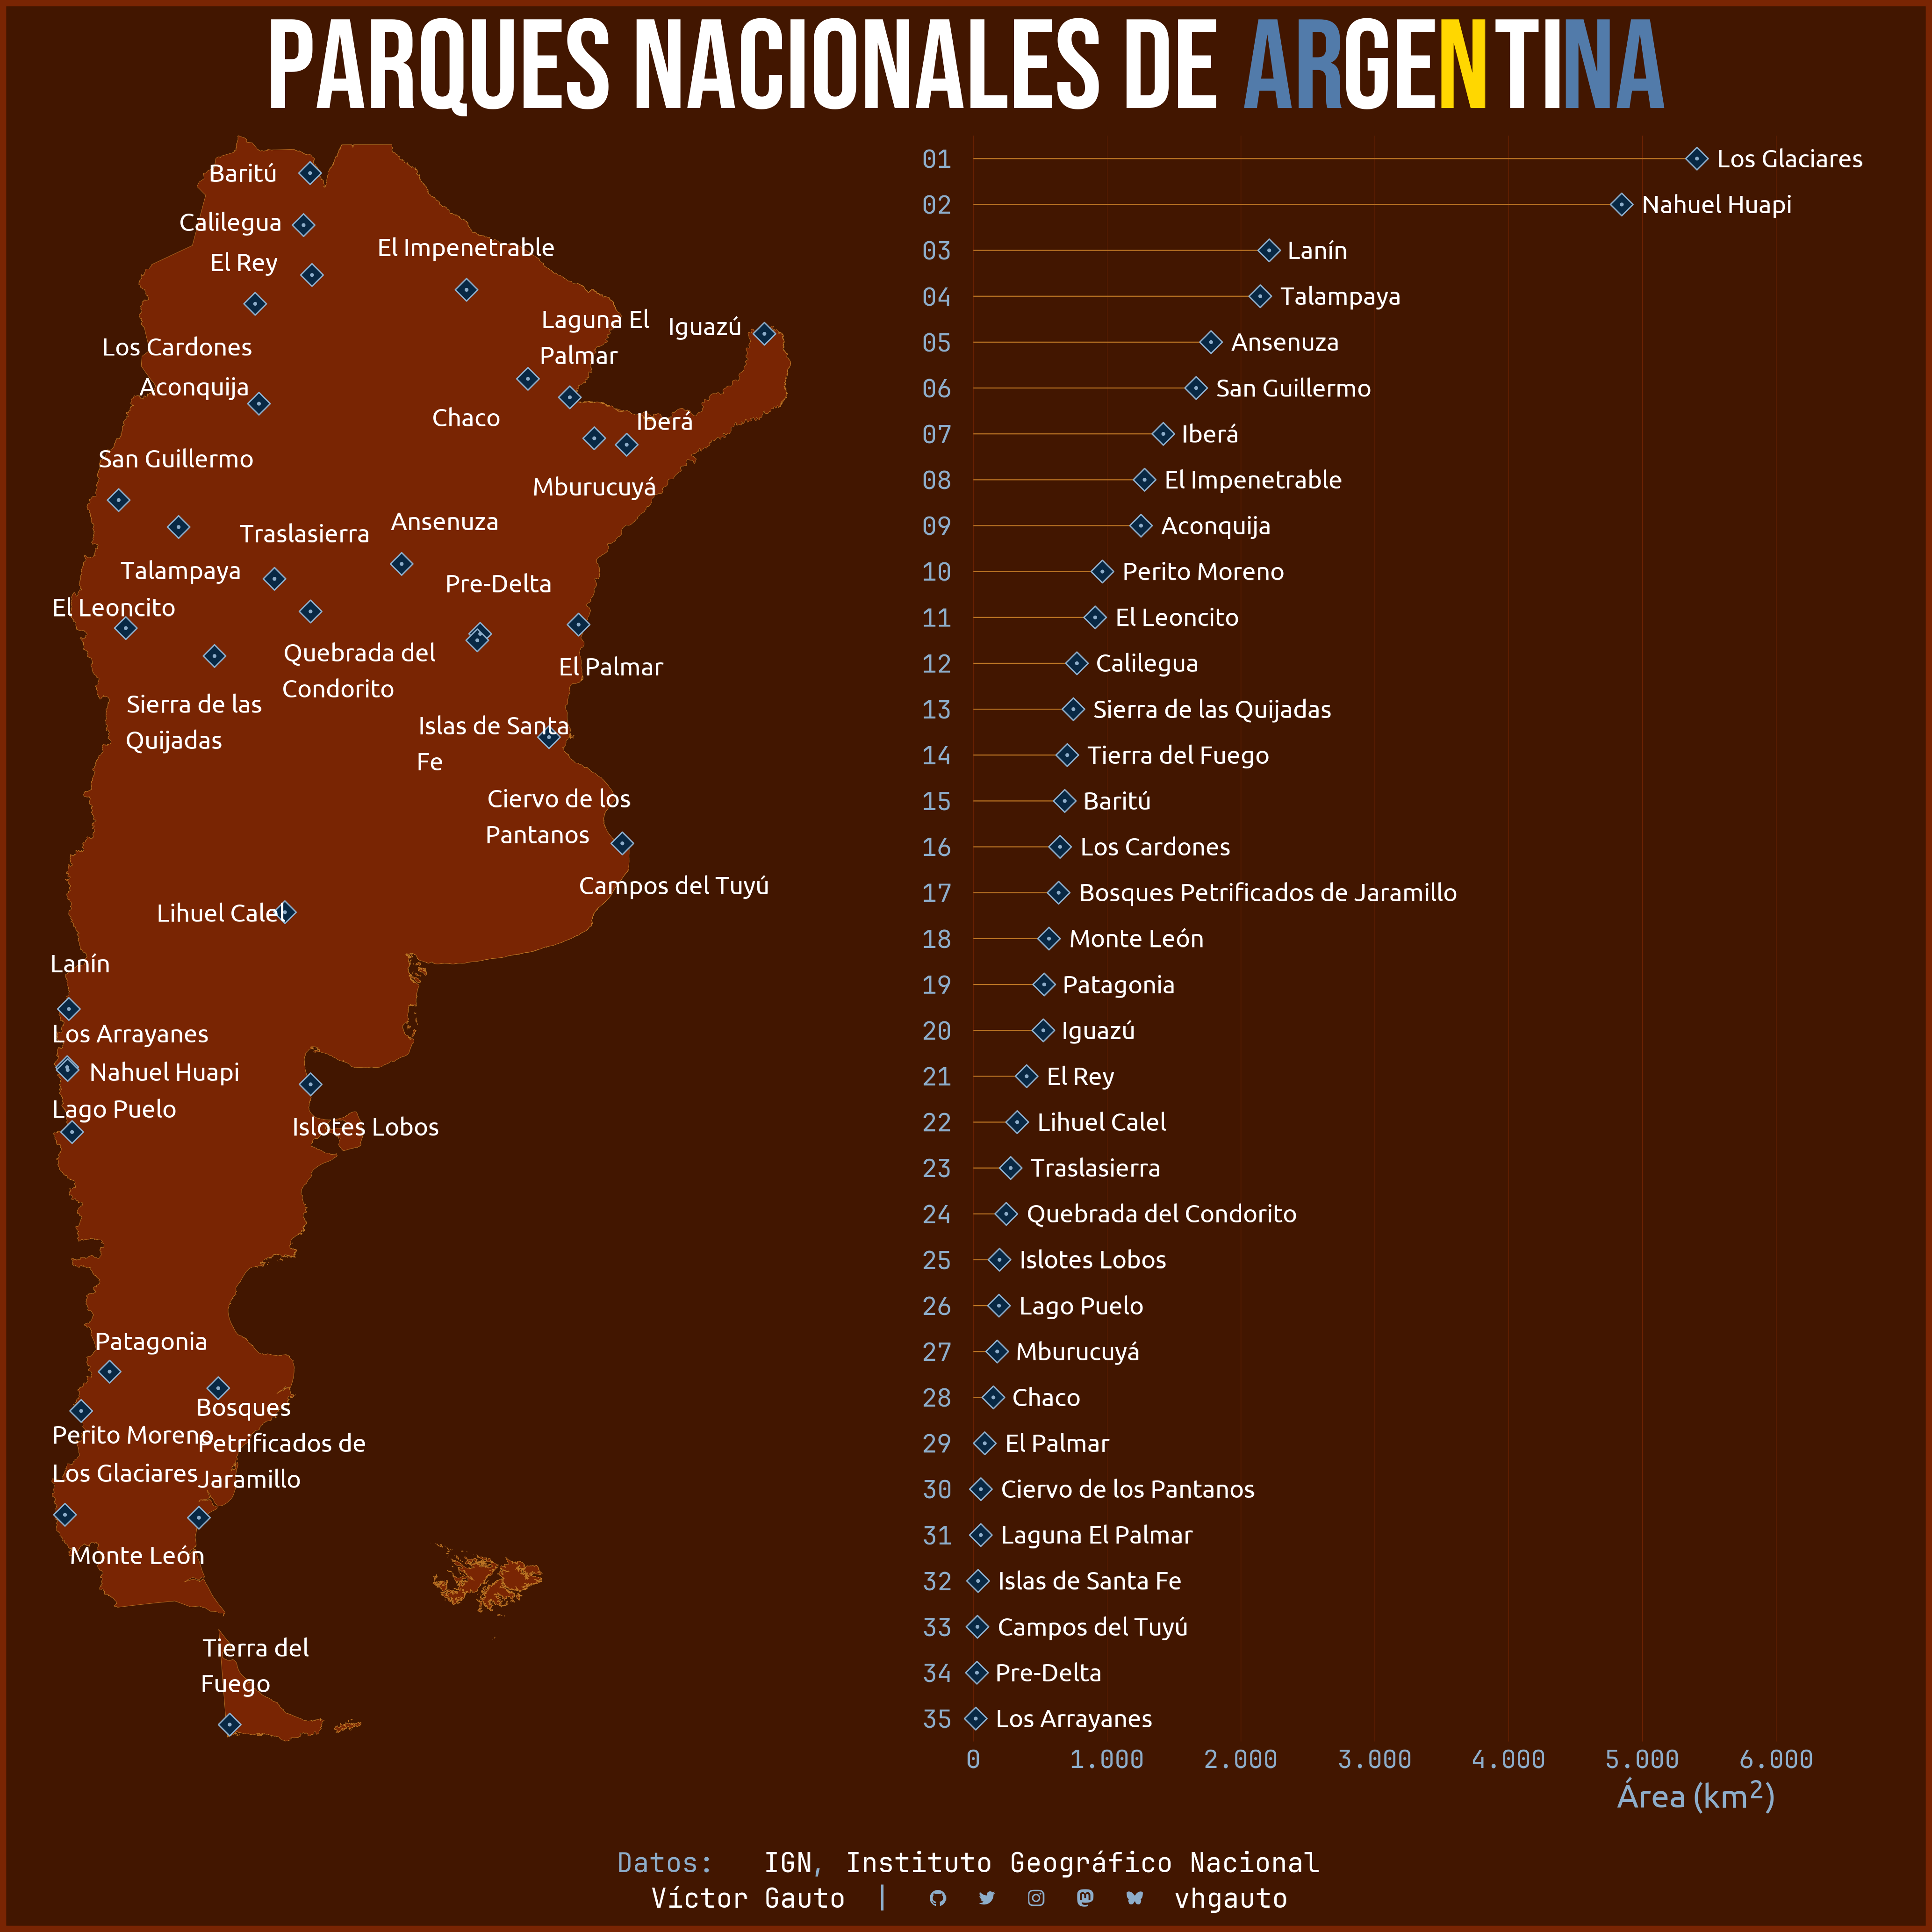 PARQUES NACIONALES DE ARGENTINA
Baritú
Calilegua
El Rey
El Impenetrable
Los Cardones
Laguna El
Palmar
Iguazú
Aconquija
Chaco
Iberá
San Guillermo
Mburucuyá
Traslasierra
Ansenuza
Talampaya
Pre-Delta
El Leoncito
Quebrada del
Condorito
El Palmar
Sierra de las
Quijadas
Islas de Santa
Fe
Ciervo de los
Pantanos
Campos del Tuyú
Lihuel Calel
Lanín
Los Arrayanes
Nahuel Huapi
Lago Puelo
Islotes Lobos
Patagonia
Bosques
Petrificados de
Jaramillo
Perito Moreno
Los Glaciares
Monte León
Tierra del
Fuego
01 Los Glaciares
02 Nahuel Huapi
03 Lanín
04 Talampaya
05 Ansenuza
06 San Guillermo
07 Iberá
08 El Impenetrable
09 Aconquija
10 Perito Moreno
11 El Leoncito
12 Calilegua
13 Sierra de las Quijadas
14 Tierra del Fuego
15 Baritú
16 Los Cardones
17 Bosques Petrificados de Jaramillo
18 Monte León
19 Patagonia
20 Iguazú
21 El Rey
22 Lihuel Calel
23 Traslasierra
24 Quebrada del Condorito
25 Islotes Lobos
26 Lago Puelo
27 Mburucuyá
28 Chaco
29 El Palmar
30 Ciervo de los Pantanos
31 Laguna El Palmar
32 Islas de Santa Fe
33 Campos del Tuyú
34 Pre-Delta
35 Los Arrayanes
0 1.000 2.000 3.000 4.000 5.000 6.000
Área (km²)
Datos: IGN, Instituto Geográfico Nacional
Víctor Gauto | vhgauto